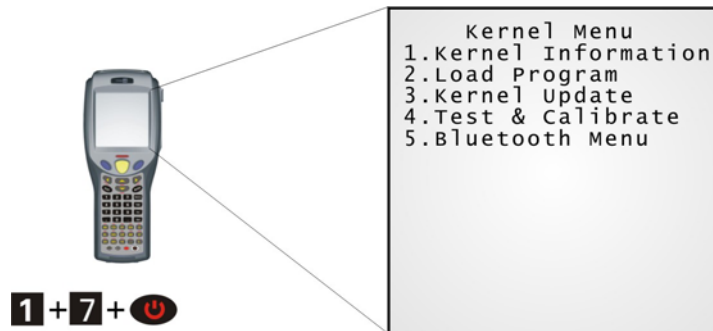 Kernel Menu
1.Kernel Information
2.Load Program
3.Kernel Update
4.Test & Calibrate
5.Bluetooth Menu
1+7+